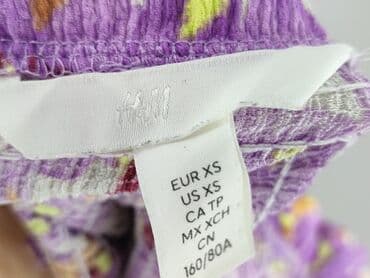 H&M
EUR XS
US XS
CA TP
MX XCH
CN
160/80A